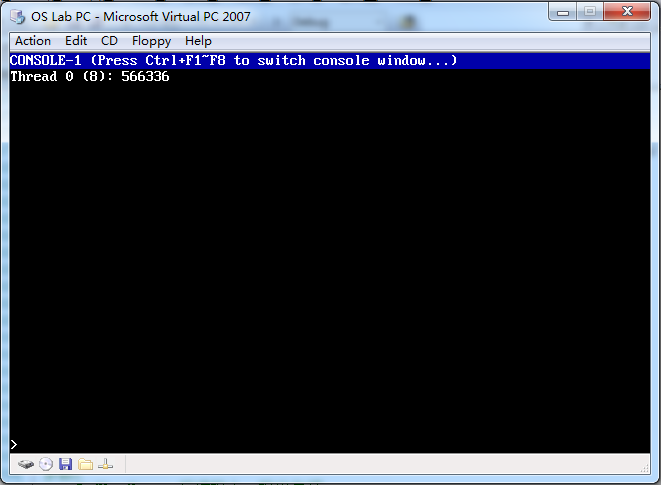 OS Lab PC - Microsoft Virtual PC 2007
Action Edit CD Floppy Help
CONSOLE-1 (Press Ctrl+F1~F8 to switch console window...)
Thread 0 (8): 566336
>